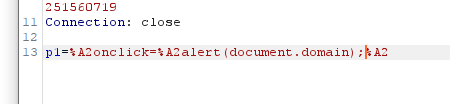 251560719
11 Connection: close
12
13 p1=%A2onclick=%A2alert(document.domain);%A2